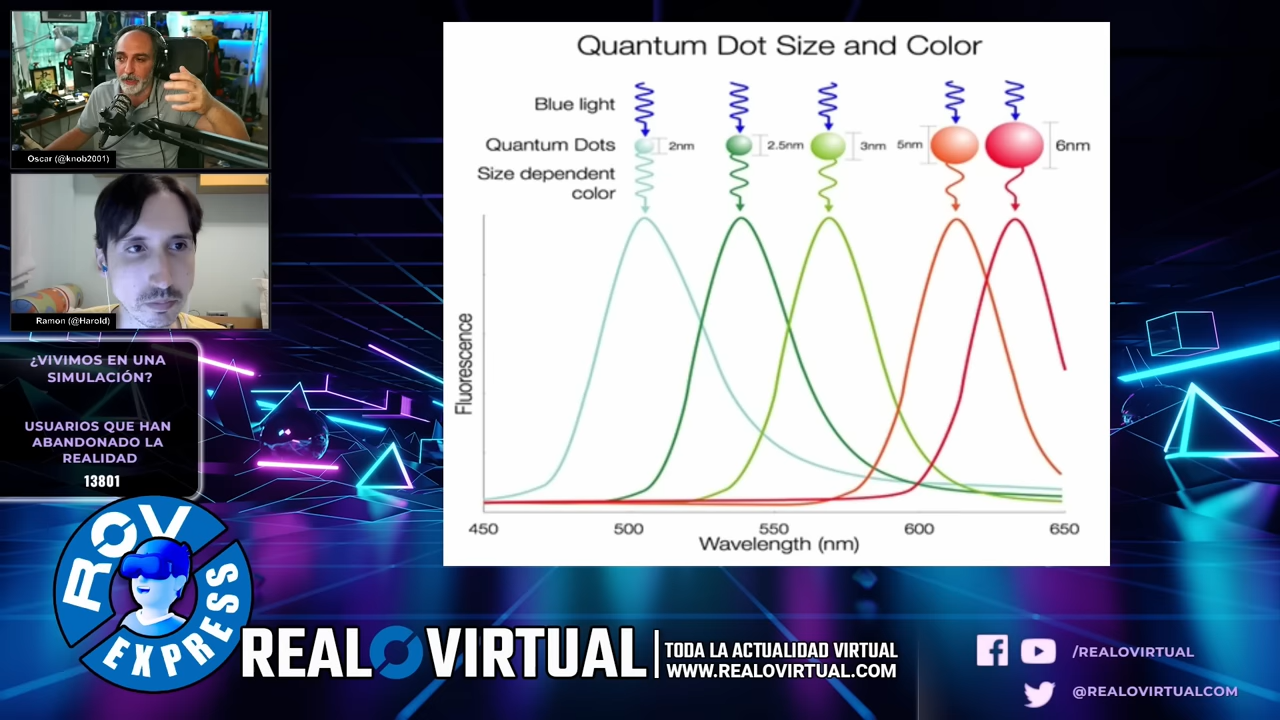 Oscar (@knob2001)
Ramon (@Harold)
¿VIVIMOS EN UNA
SIMULACIÓN?
USUARIOS QUE HAN
ABANDONADO LA
REALIDAD
13801
Quantum Dot Size and Color
Blue light
Quantum Dots
2nm
2.5nm
3nm
5nm
6nm
Size dependent
color
Fluorescence
450
500
550
600
650
Wavelength (nm)
ROV
EXPRESS
REAL O VIRTUAL
TODA LA ACTUALIDAD VIRTUAL
WWW.REALOVIRTUAL.COM
/REALOVIRTUAL
@REALOVIRTUALCOM